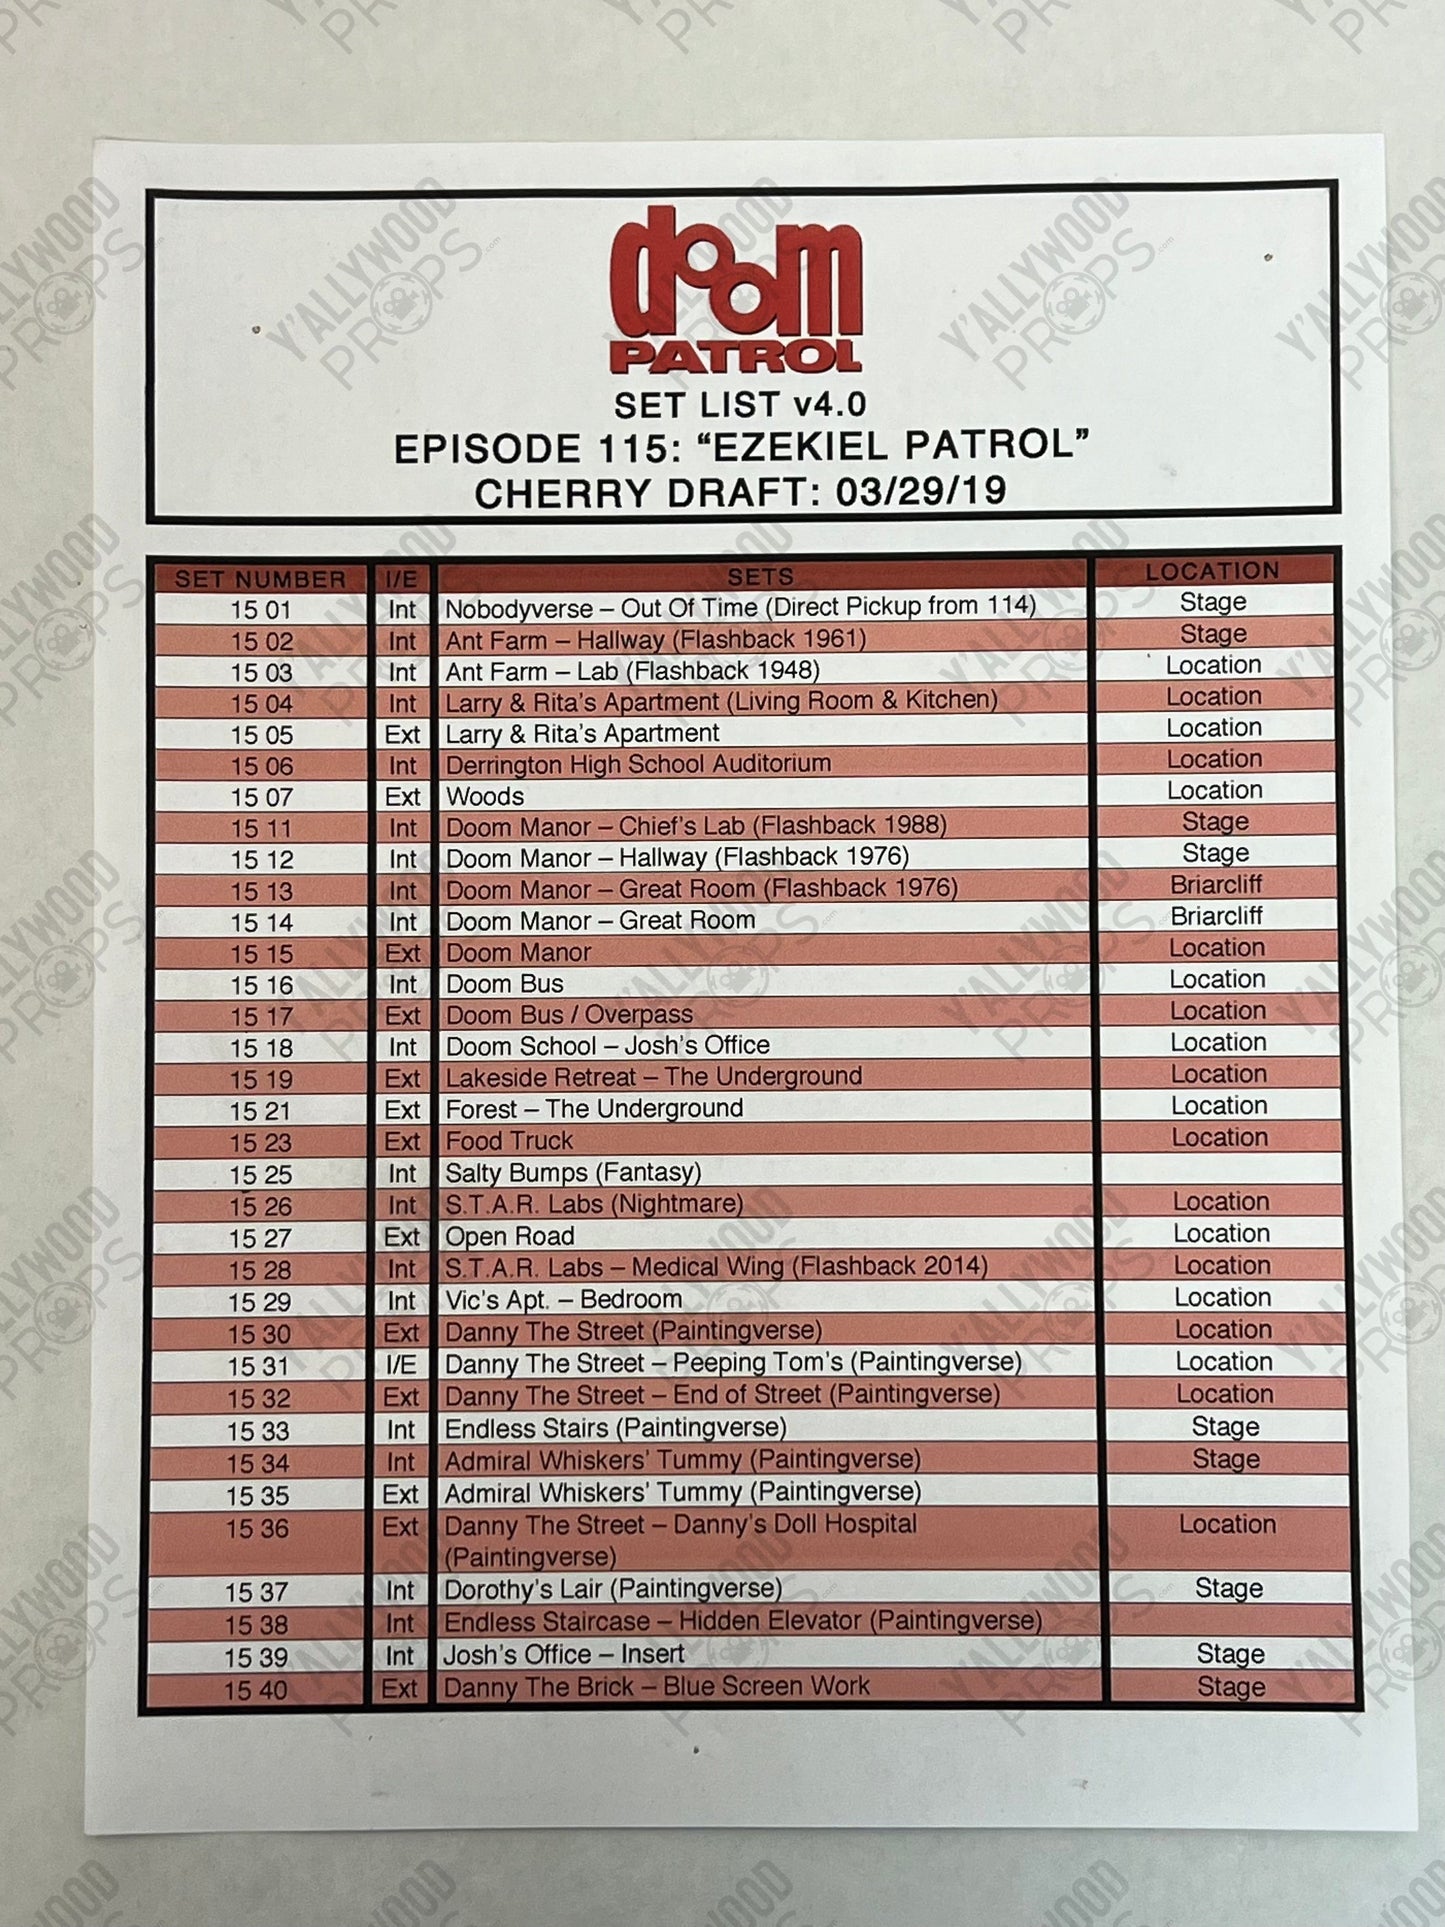 doom
PATROL
SET LIST v4.0
EPISODE 115: “EZEKIEL PATROL”
CHERRY DRAFT: 03/29/19
SET NUMBER I/E SETS LOCATION
15 01 Int Nobodyverse – Out Of Time (Direct Pickup from 114) Stage
15 02 Int Ant Farm – Hallway (Flashback 1961) Stage
15 03 Int Ant Farm – Lab (Flashback 1948) Location
15 04 Int Larry & Rita's Apartment (Living Room & Kitchen) Location
15 05 Ext Larry & Rita's Apartment Location
15 06 Int Derrington High School Auditorium Location
15 07 Ext Woods Location
15 11 Int Doom Manor – Chief's Lab (Flashback 1988) Stage
15 12 Int Doom Manor – Hallway (Flashback 1976) Stage
15 13 Int Doom Manor – Great Room (Flashback 1976) Briarcliff
15 14 Int Doom Manor – Great Room Briarcliff
15 15 Ext Doom Manor Location
15 16 Int Doom Bus Location
15 17 Ext Doom Bus / Overpass Location
15 18 Int Doom School – Josh's Office Location
15 19 Ext Lakeside Retreat – The Underground Location
15 21 Ext Forest – The Underground Location
15 23 Ext Food Truck Location
15 25 Int Salty Bumps (Fantasy)
15 26 Int S.T.A.R. Labs (Nightmare) Location
15 27 Ext Open Road Location
15 28 Int S.T.A.R. Labs – Medical Wing (Flashback 2014) Location
15 29 Int Vic's Apt. – Bedroom Location
15 30 Ext Danny The Street (Paintingverse) Location
15 31 I/E Danny The Street – Peeping Tom's (Paintingverse) Location
15 32 Ext Danny The Street – End of Street (Paintingverse) Location
15 33 Int Endless Stairs (Paintingverse) Stage
15 34 Int Admiral Whiskers' Tummy (Paintingverse) Stage
15 35 Ext Admiral Whiskers' Tummy (Paintingverse)
15 36 Ext Danny The Street – Danny's Doll Hospital Location
(Paintingverse)
15 37 Int Dorothy's Lair (Paintingverse) Stage
15 38 Int Endless Staircase – Hidden Elevator (Paintingverse)
15 39 Int Josh's Office – Insert Stage
15 40 Ext Danny The Brick – Blue Screen Work Stage
Y'ALLYWOOD
PROPS.com